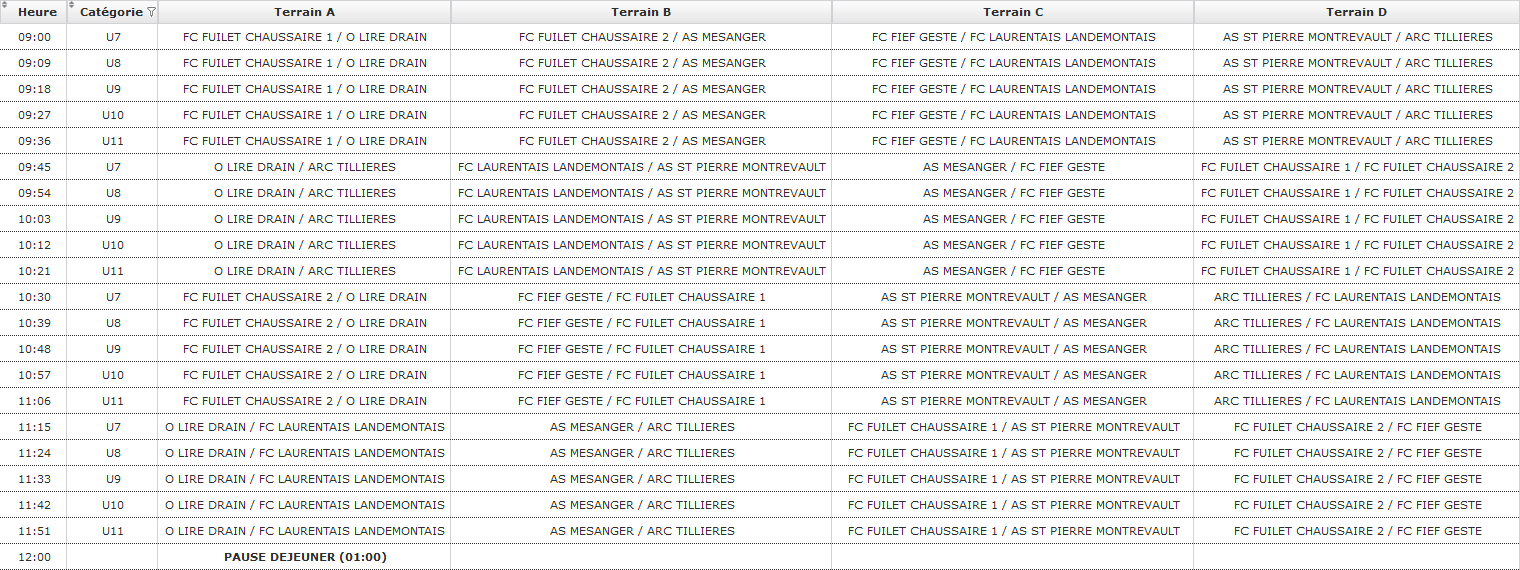 Heure Catégorie Terrain A Terrain B Terrain C Terrain D
09:00 U7 FC FUILET CHAUSSAIRE 1 / O LIRE DRAIN FC FUILET CHAUSSAIRE 2 / AS MESANGER FC FIEF GESTE / FC LAURENTAIS LANDEMONTAIS AS ST PIERRE MONTREVAULT / ARC TILLIERES
09:09 U8 FC FUILET CHAUSSAIRE 1 / O LIRE DRAIN FC FUILET CHAUSSAIRE 2 / AS MESANGER FC FIEF GESTE / FC LAURENTAIS LANDEMONTAIS AS ST PIERRE MONTREVAULT / ARC TILLIERES
09:18 U9 FC FUILET CHAUSSAIRE 1 / O LIRE DRAIN FC FUILET CHAUSSAIRE 2 / AS MESANGER FC FIEF GESTE / FC LAURENTAIS LANDEMONTAIS AS ST PIERRE MONTREVAULT / ARC TILLIERES
09:27 U10 FC FUILET CHAUSSAIRE 1 / O LIRE DRAIN FC FUILET CHAUSSAIRE 2 / AS MESANGER FC FIEF GESTE / FC LAURENTAIS LANDEMONTAIS AS ST PIERRE MONTREVAULT / ARC TILLIERES
09:36 U11 FC FUILET CHAUSSAIRE 1 / O LIRE DRAIN FC FUILET CHAUSSAIRE 2 / AS MESANGER FC FIEF GESTE / FC LAURENTAIS LANDEMONTAIS AS ST PIERRE MONTREVAULT / ARC TILLIERES
09:45 U7 O LIRE DRAIN / ARC TILLIERES FC LAURENTAIS LANDEMONTAIS / AS ST PIERRE MONTREVAULT AS MESANGER / FC FIEF GESTE FC FUILET CHAUSSAIRE 1 / FC FUILET CHAUSSAIRE 2
09:54 U8 O LIRE DRAIN / ARC TILLIERES FC LAURENTAIS LANDEMONTAIS / AS ST PIERRE MONTREVAULT AS MESANGER / FC FIEF GESTE FC FUILET CHAUSSAIRE 1 / FC FUILET CHAUSSAIRE 2
10:03 U9 O LIRE DRAIN / ARC TILLIERES FC LAURENTAIS LANDEMONTAIS / AS ST PIERRE MONTREVAULT AS MESANGER / FC FIEF GESTE FC FUILET CHAUSSAIRE 1 / FC FUILET CHAUSSAIRE 2
10:12 U10 O LIRE DRAIN / ARC TILLIERES FC LAURENTAIS LANDEMONTAIS / AS ST PIERRE MONTREVAULT AS MESANGER / FC FIEF GESTE FC FUILET CHAUSSAIRE 1 / FC FUILET CHAUSSAIRE 2
10:21 U11 O LIRE DRAIN / ARC TILLIERES FC LAURENTAIS LANDEMONTAIS / AS ST PIERRE MONTREVAULT AS MESANGER / FC FIEF GESTE FC FUILET CHAUSSAIRE 1 / FC FUILET CHAUSSAIRE 2
10:30 U7 FC FUILET CHAUSSAIRE 2 / O LIRE DRAIN FC FIEF GESTE / FC FUILET CHAUSSAIRE 1 AS ST PIERRE MONTREVAULT / AS MESANGER ARC TILLIERES / FC LAURENTAIS LANDEMONTAIS
10:39 U8 FC FUILET CHAUSSAIRE 2 / O LIRE DRAIN FC FIEF GESTE / FC FUILET CHAUSSAIRE 1 AS ST PIERRE MONTREVAULT / AS MESANGER ARC TILLIERES / FC LAURENTAIS LANDEMONTAIS
10:48 U9 FC FUILET CHAUSSAIRE 2 / O LIRE DRAIN FC FIEF GESTE / FC FUILET CHAUSSAIRE 1 AS ST PIERRE MONTREVAULT / AS MESANGER ARC TILLIERES / FC LAURENTAIS LANDEMONTAIS
10:57 U10 FC FUILET CHAUSSAIRE 2 / O LIRE DRAIN FC FIEF GESTE / FC FUILET CHAUSSAIRE 1 AS ST PIERRE MONTREVAULT / AS MESANGER ARC TILLIERES / FC LAURENTAIS LANDEMONTAIS
11:06 U11 FC FUILET CHAUSSAIRE 2 / O LIRE DRAIN FC FIEF GESTE / FC FUILET CHAUSSAIRE 1 AS ST PIERRE MONTREVAULT / AS MESANGER ARC TILLIERES / FC LAURENTAIS LANDEMONTAIS
11:15 U7 O LIRE DRAIN / FC LAURENTAIS LANDEMONTAIS AS MESANGER / ARC TILLIERES FC FUILET CHAUSSAIRE 1 / AS ST PIERRE MONTREVAULT FC FUILET CHAUSSAIRE 2 / FC FIEF GESTE
11:24 U8 O LIRE DRAIN / FC LAURENTAIS LANDEMONTAIS AS MESANGER / ARC TILLIERES FC FUILET CHAUSSAIRE 1 / AS ST PIERRE MONTREVAULT FC FUILET CHAUSSAIRE 2 / FC FIEF GESTE
11:33 U9 O LIRE DRAIN / FC LAURENTAIS LANDEMONTAIS AS MESANGER / ARC TILLIERES FC FUILET CHAUSSAIRE 1 / AS ST PIERRE MONTREVAULT FC FUILET CHAUSSAIRE 2 / FC FIEF GESTE
11:42 U10 O LIRE DRAIN / FC LAURENTAIS LANDEMONTAIS AS MESANGER / ARC TILLIERES FC FUILET CHAUSSAIRE 1 / AS ST PIERRE MONTREVAULT FC FUILET CHAUSSAIRE 2 / FC FIEF GESTE
11:51 U11 O LIRE DRAIN / FC LAURENTAIS LANDEMONTAIS AS MESANGER / ARC TILLIERES FC FUILET CHAUSSAIRE 1 / AS ST PIERRE MONTREVAULT FC FUILET CHAUSSAIRE 2 / FC FIEF GESTE
12:00 PAUSE DEJEUNER (01:00)